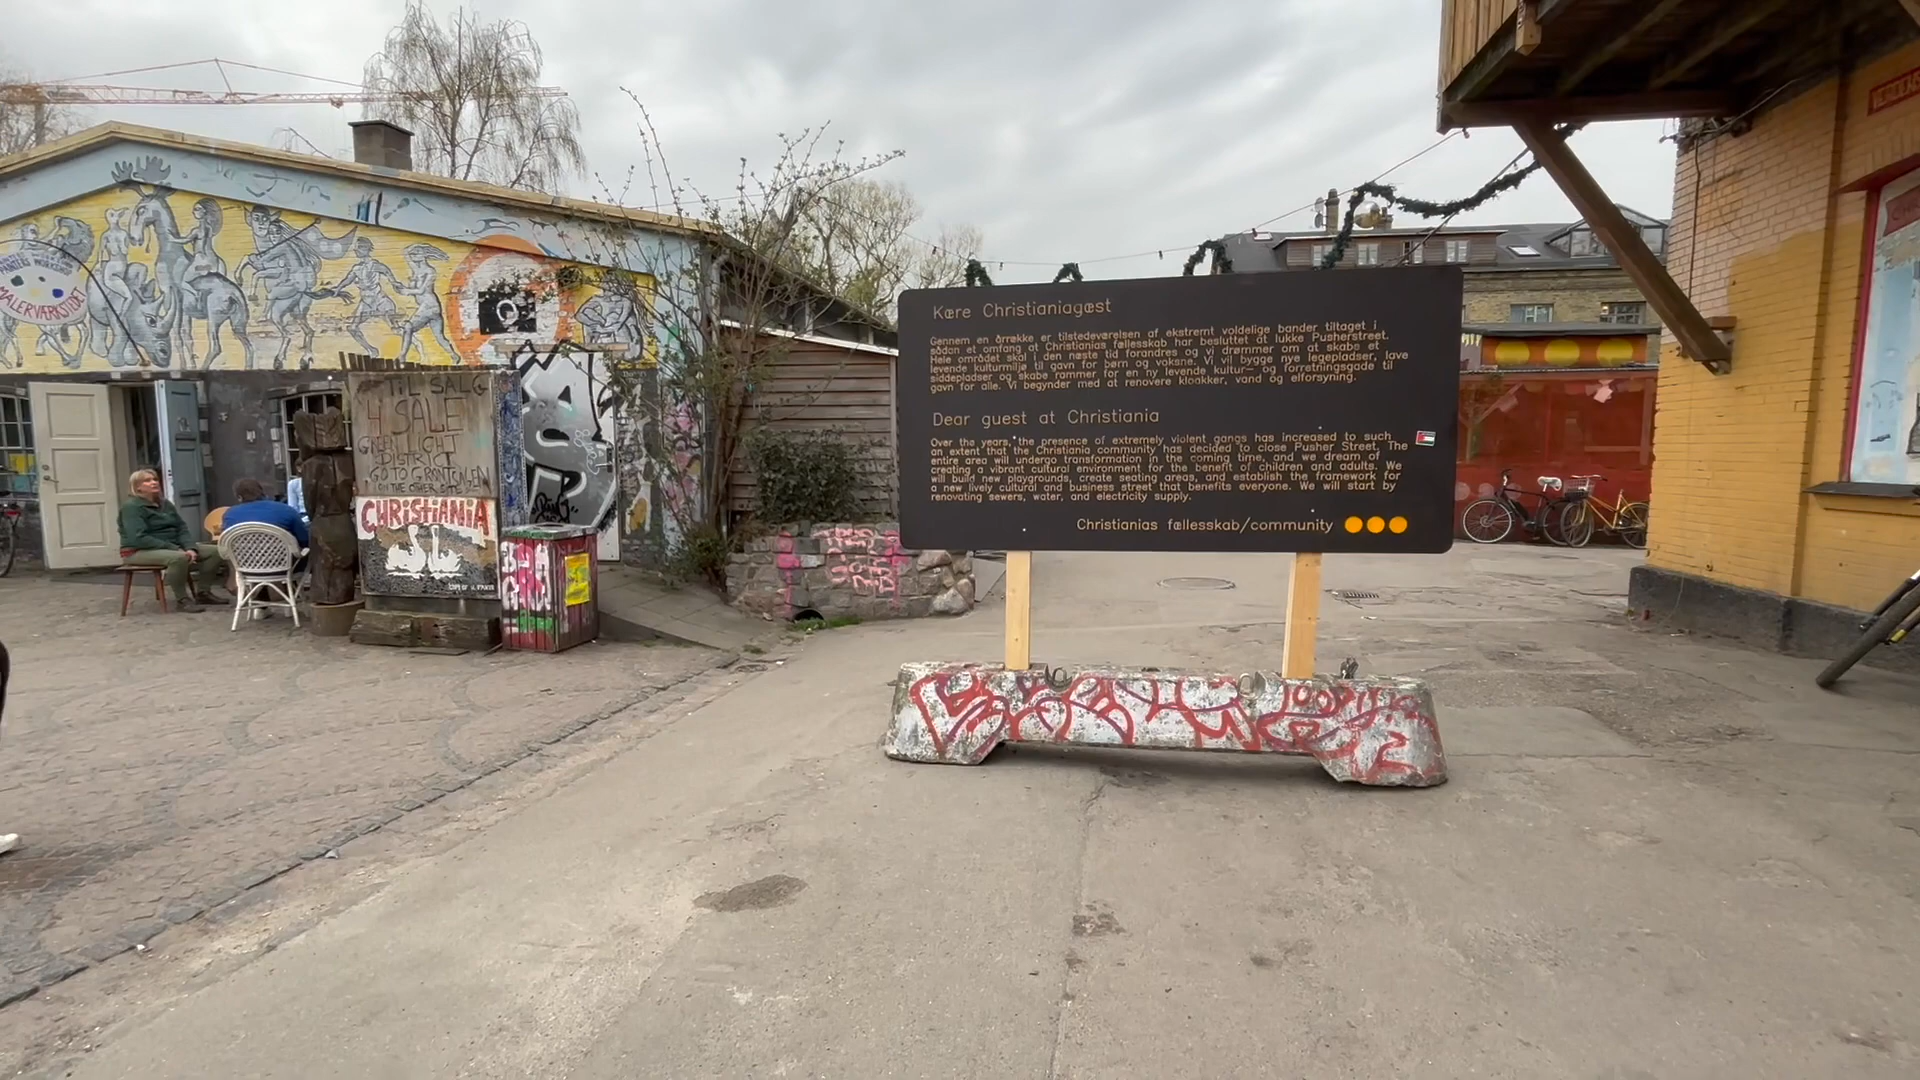 PAINTERS WORKSHOP
MALERVÆRKSTEDET
TIL SALG
4 SALE
GREEN LIGHT
DISTRICT
GO TO
ON THE OTHER SITE
CHRISTIANIA
Kære Christianiagæst
Gennem en årrække er tilstedeværelsen af ekstremt voldelige bander tiltaget i
sådan et omfang at Christianias fællesskab har besluttet at lukke Pusherstreet.
Hele området skal i den næste tid forandres og vi drømmer om at skabe et
levende kulturmiljø til gavn for børn og voksne. Vi vil bygge nye legepladser, lave
siddepladser og skabe rammer for en ny levende kultur- og forretningsgade til
gavn for alle. Vi begynder med at renovere kloakker, vand og elforsyning.
Dear guest at Christiania
Over the years, the presence of extremely violent gangs has increased to such
an extent that the Christiania community has decided to close Pusher Street. The
entire area will undergo transformation in the coming time, and we dream of
creating a vibrant cultural environment for the benefit of children and adults. We
will build new playgrounds, create seating areas, and establish the framework for
a new lively cultural and business street that benefits everyone. We will start by
renovating sewers, water, and electricity supply.
Christianias fællesskab/community